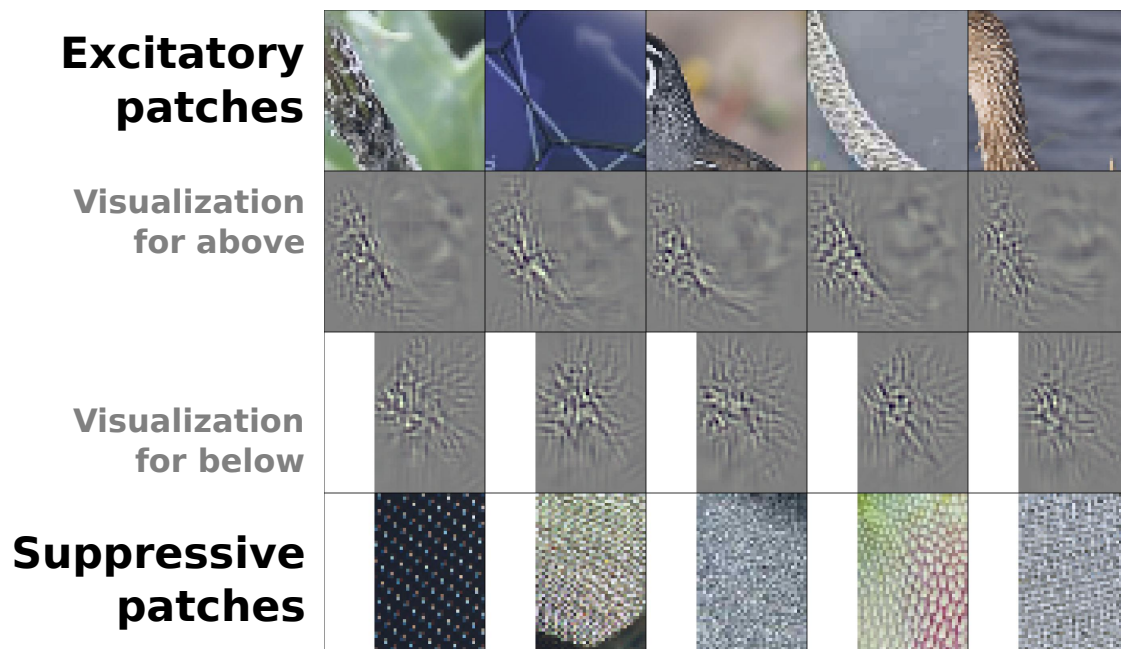 Excitatory
patches
Visualization
for above
Visualization
for below
Suppressive
patches